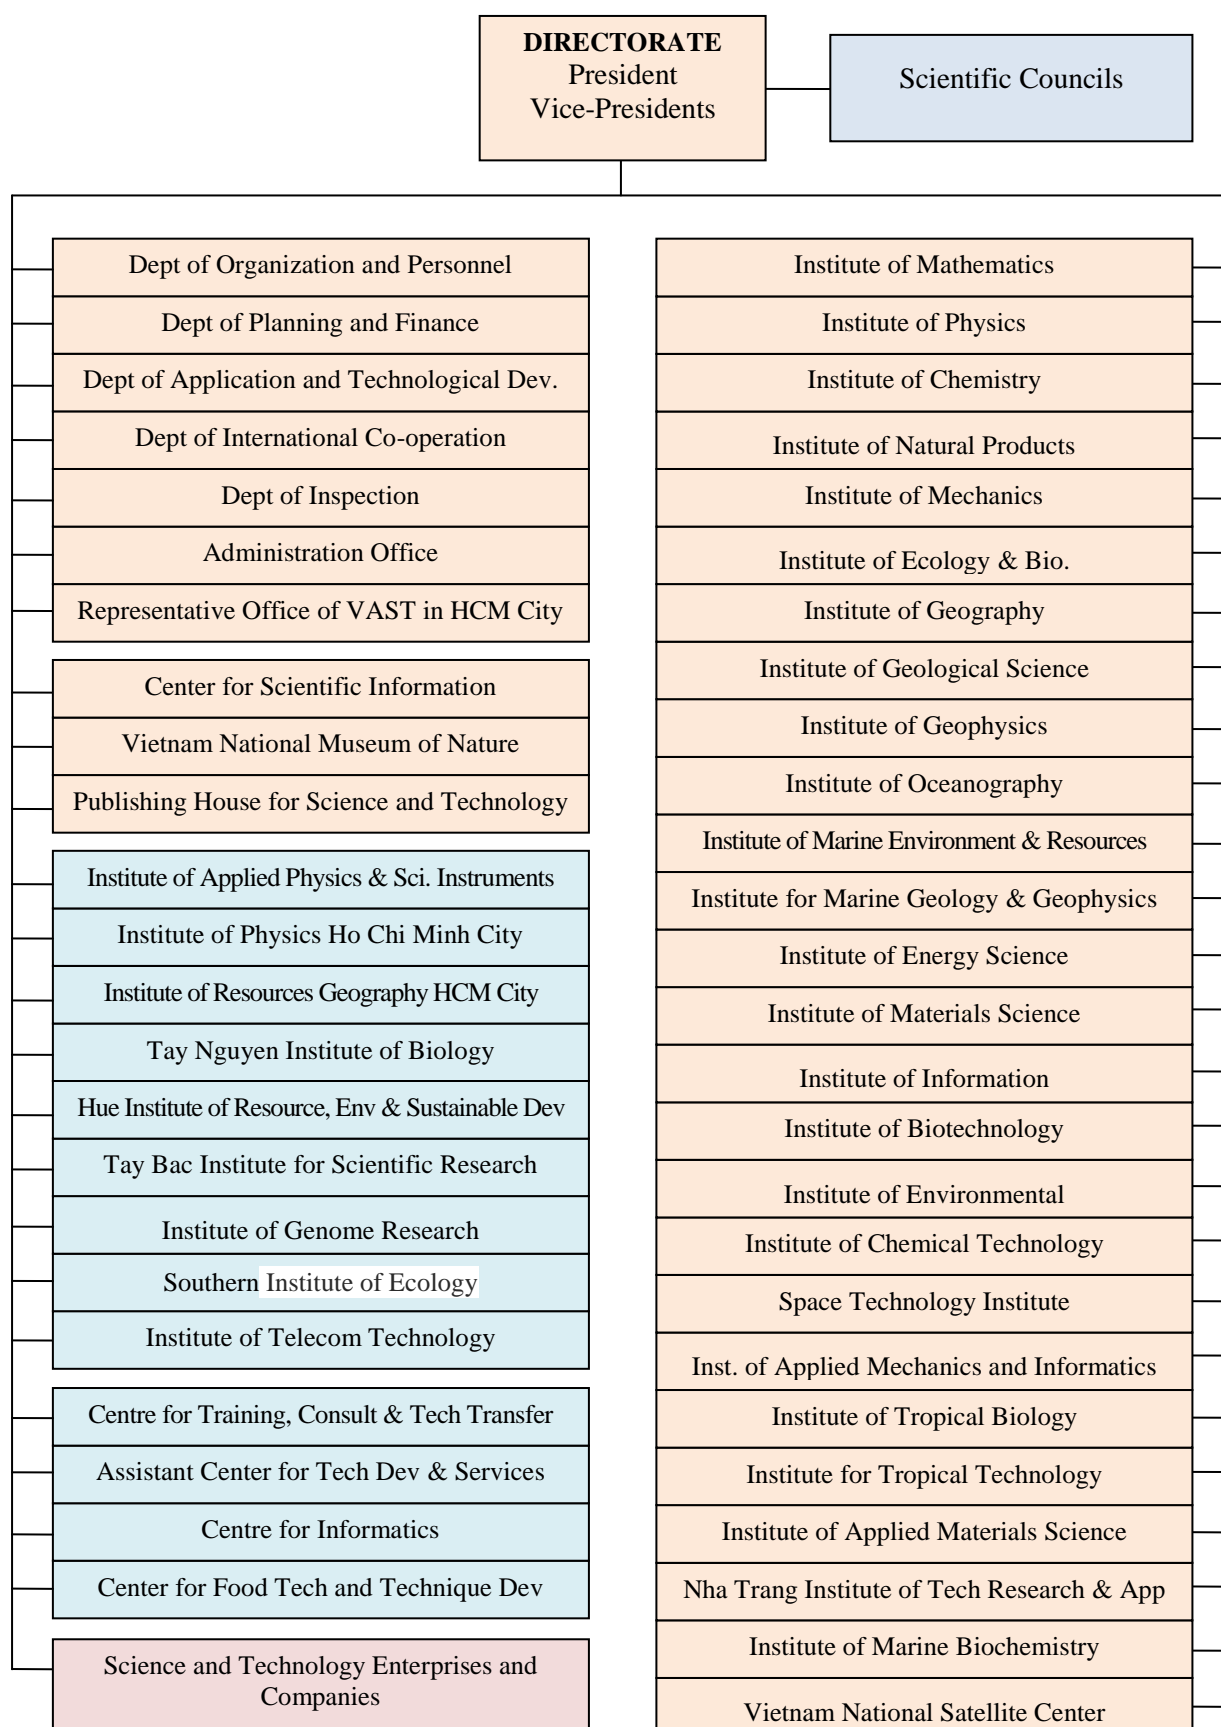 DIRECTORATE
President
Vice-Presidents
Scientific Councils
Dept of Organization and Personnel
Dept of Planning and Finance
Dept of Application and Technological Dev.
Dept of International Co-operation
Dept of Inspection
Administration Office
Representative Office of VAST in HCM City
Center for Scientific Information
Vietnam National Museum of Nature
Publishing House for Science and Technology
Institute of Applied Physics & Sci. Instruments
Institute of Physics Ho Chi Minh City
Institute of Resources Geography HCM City
Tay Nguyen Institute of Biology
Hue Institute of Resource, Env & Sustainable Dev
Tay Bac Institute for Scientific Research
Institute of Genome Research
Southern Institute of Ecology
Institute of Telecom Technology
Centre for Training, Consult & Tech Transfer
Assistant Center for Tech Dev & Services
Centre for Informatics
Center for Food Tech and Technique Dev
Science and Technology Enterprises and
Companies
Institute of Mathematics
Institute of Physics
Institute of Chemistry
Institute of Natural Products
Institute of Mechanics
Institute of Ecology & Bio.
Institute of Geography
Institute of Geological Science
Institute of Geophysics
Institute of Oceanography
Institute of Marine Environment & Resources
Institute for Marine Geology & Geophysics
Institute of Energy Science
Institute of Materials Science
Institute of Information
Institute of Biotechnology
Institute of Environmental
Institute of Chemical Technology
Space Technology Institute
Inst. of Applied Mechanics and Informatics
Institute of Tropical Biology
Institute for Tropical Technology
Institute of Applied Materials Science
Nha Trang Institute of Tech Research & App
Institute of Marine Biochemistry
Vietnam National Satellite Center